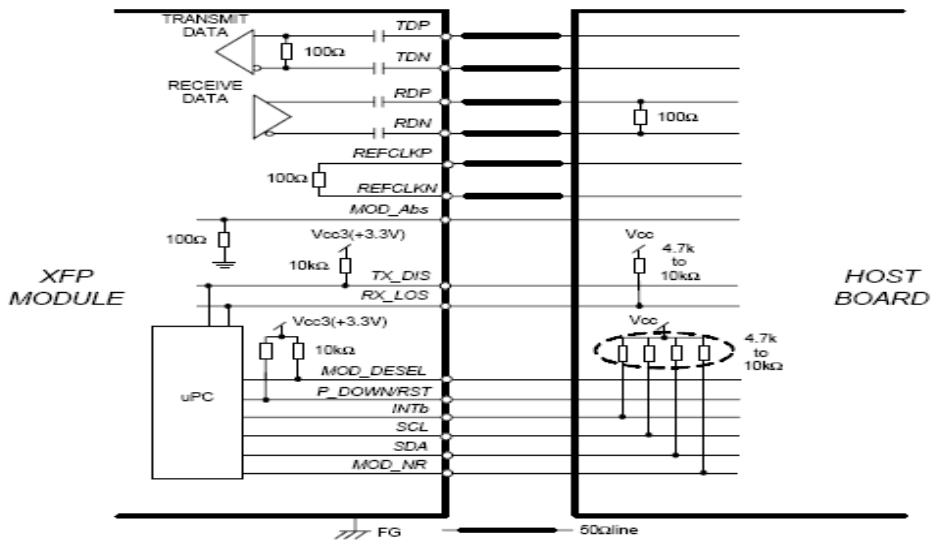 TRANSMIT
DATA
TDP
100Ω
TDN
RECEIVE
DATA
RDP
100Ω
RDN
REFCLKP
100Ω
REFCLKN
MOD_Abs
100Ω
Vcc3(+3.3V)
10kΩ
TX_DIS
RX_LOS
Vcc
4.7k
to
10kΩ
XFP
MODULE
HOST
BOARD
Vcc3(+3.3V)
10kΩ
Vcc
4.7k
to
10kΩ
MOD_DESEL
P_DOWN/RST
uPC
INTb
SCL
SDA
MOD_NR
FG
50Ωline